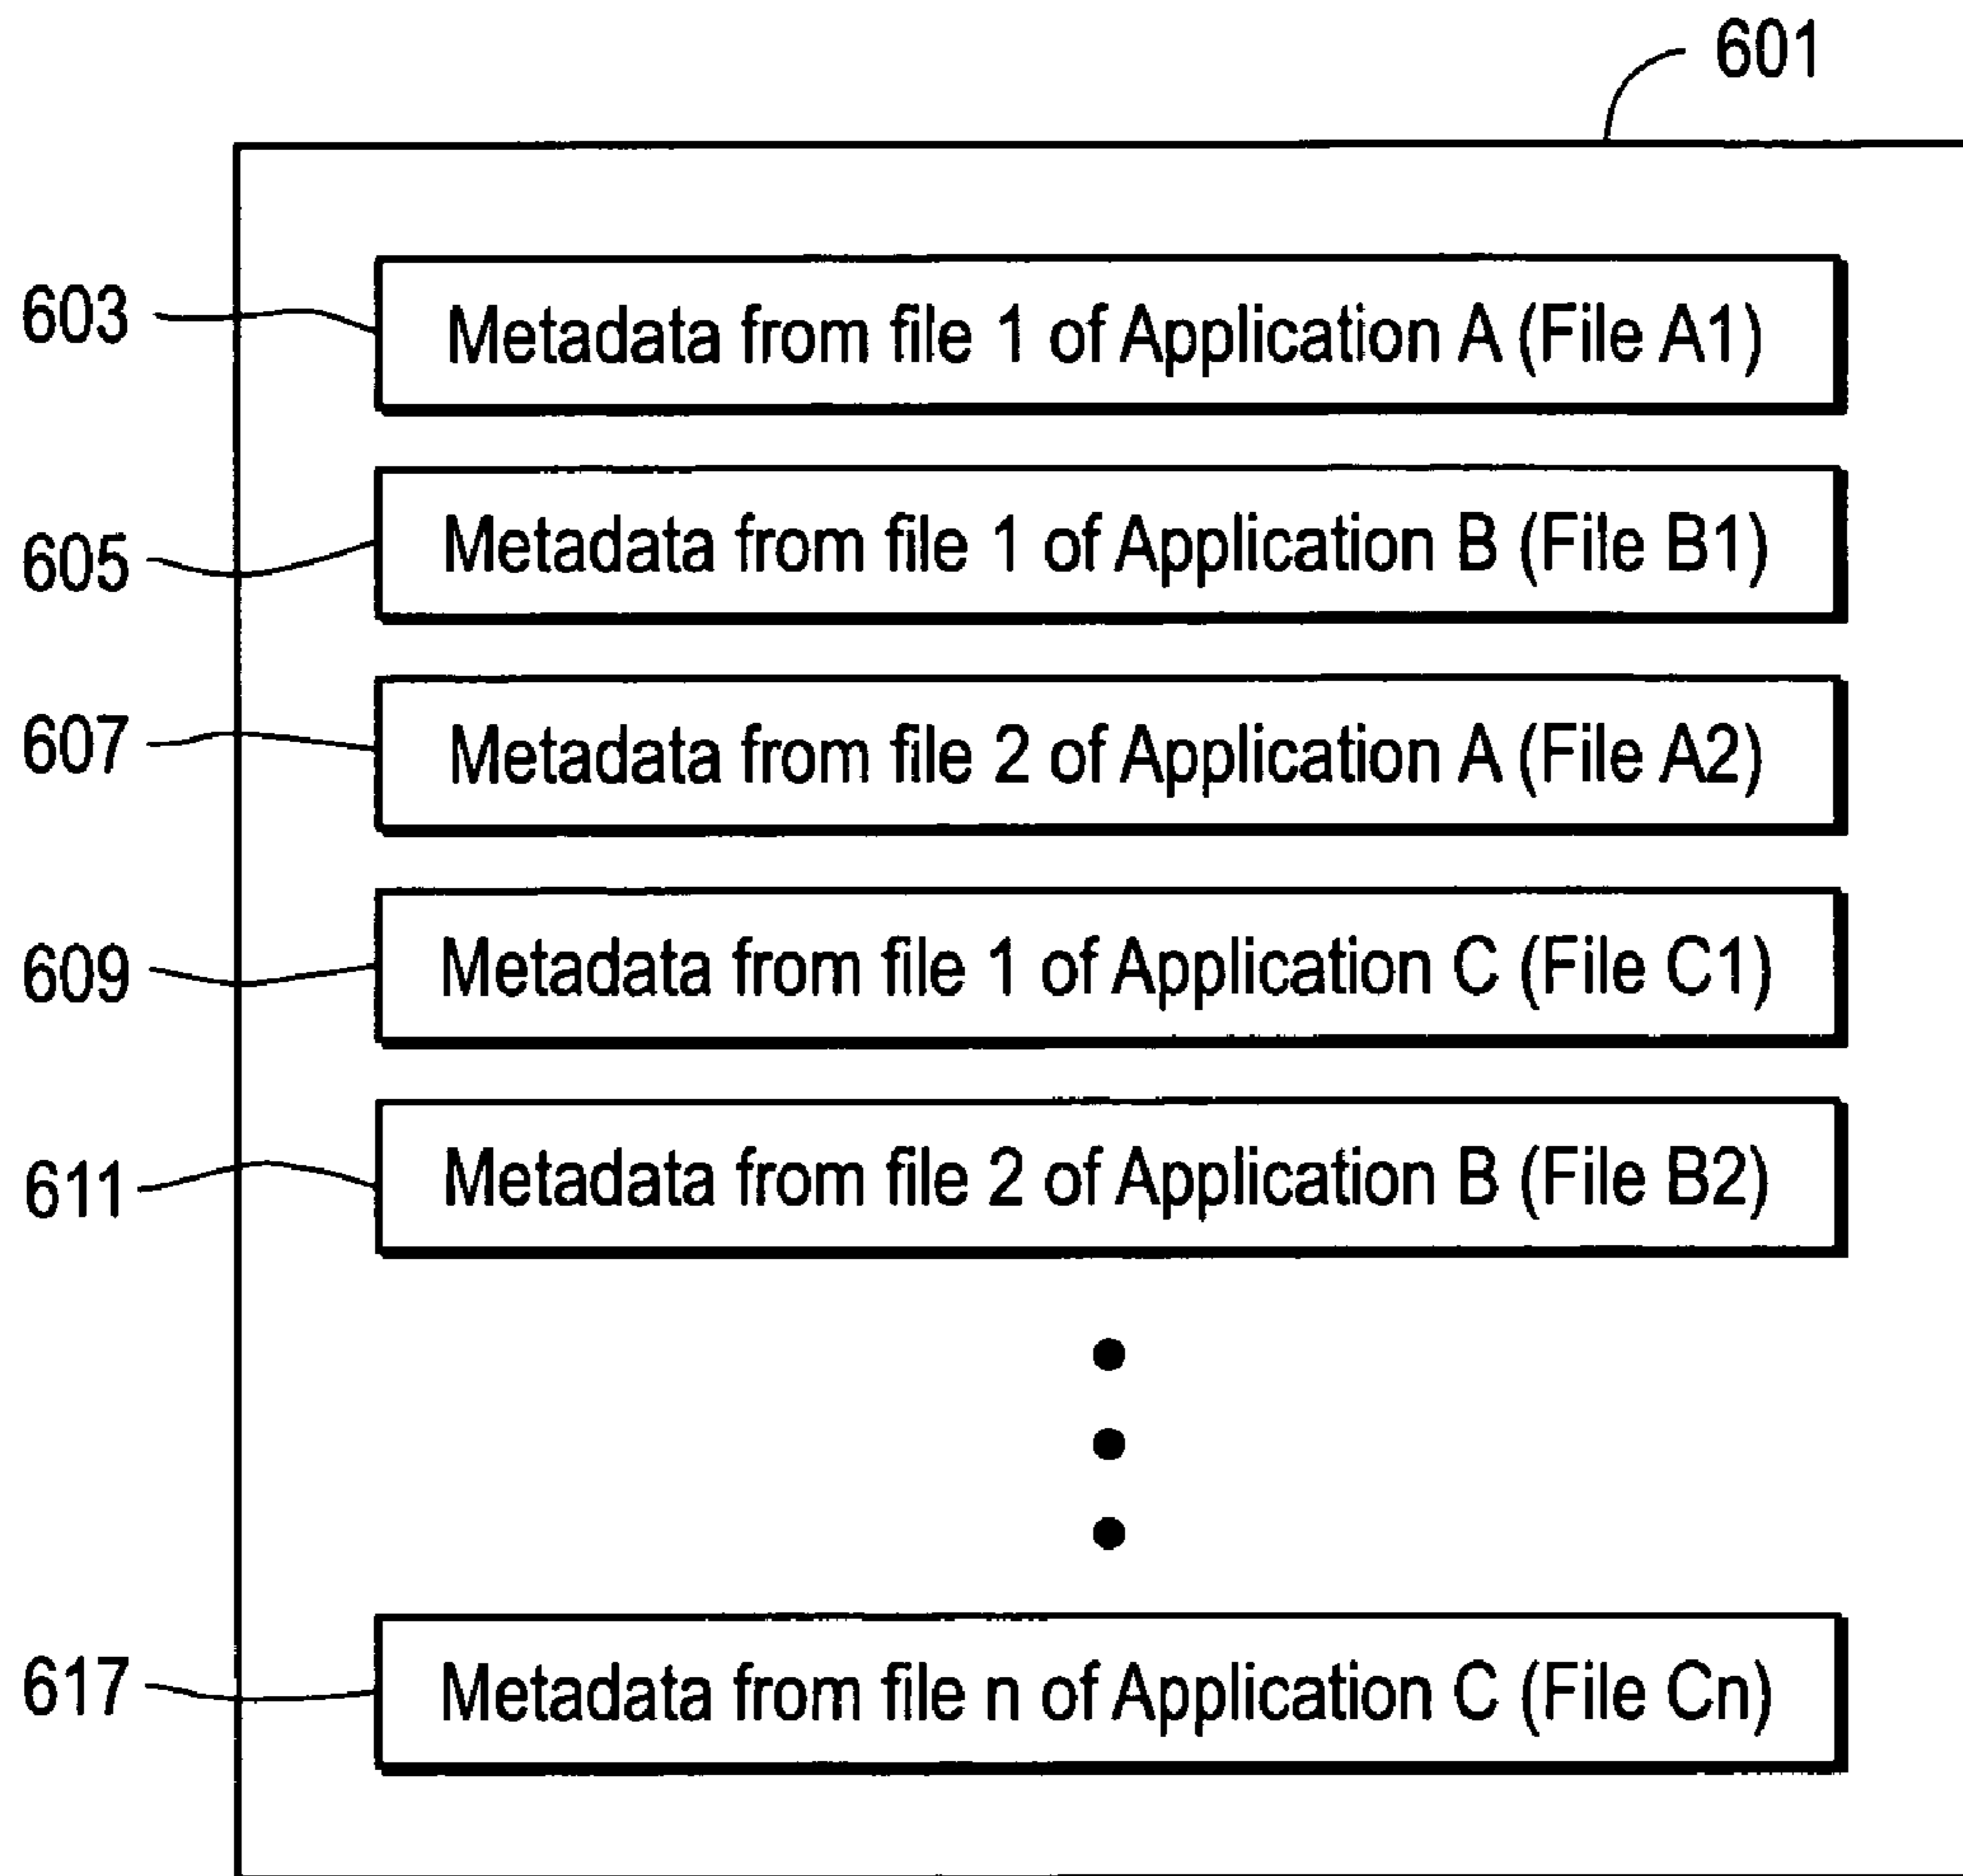 601
603 Metadata from file 1 of Application A (File A1)
605 Metadata from file 1 of Application B (File B1)
607 Metadata from file 2 of Application A (File A2)
609 Metadata from file 1 of Application C (File C1)
611 Metadata from file 2 of Application B (File B2)
617 Metadata from file n of Application C (File Cn)